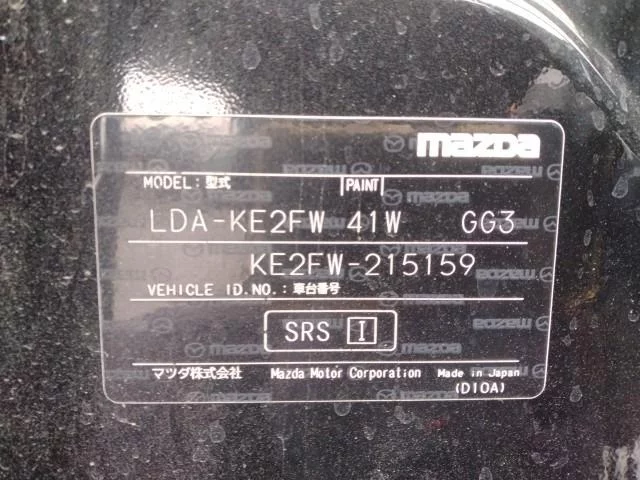 mazda
MODEL：型式 PAINT
LDA-KE2FW 41W GG3
KE2FW-215159
VEHICLE ID.NO.：車台番号
SRS I
マツダ株式会社 Mazda Motor Corporation Made in Japan
(D10A)